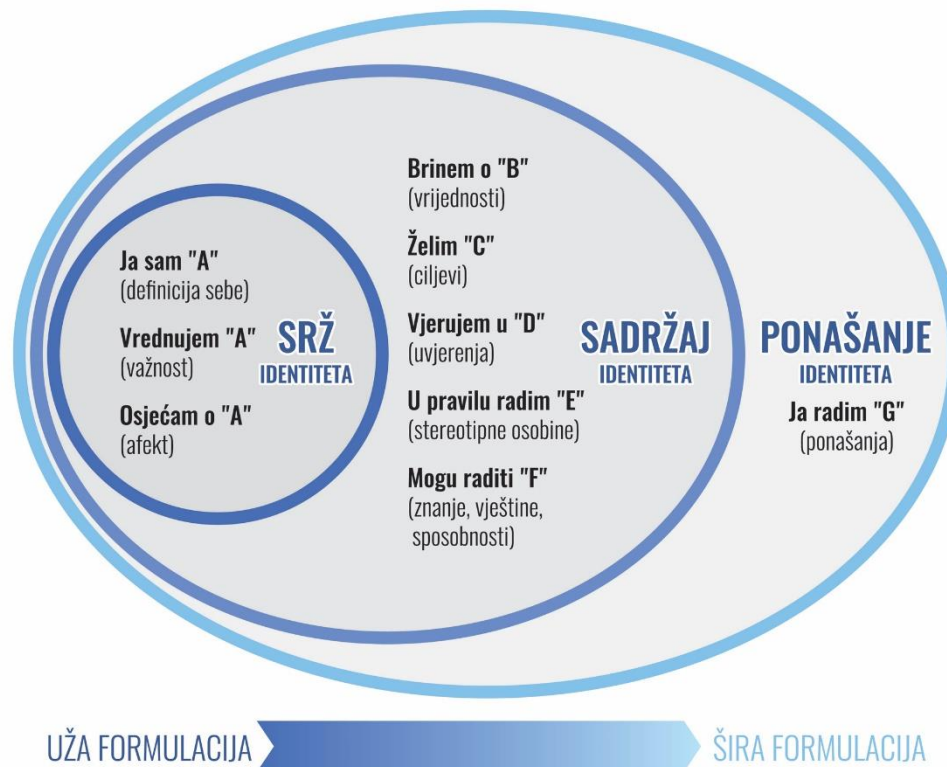 Ja sam "A"
(definicija sebe)
Vrednujem "A"
(važnost)
Osjećam o "A"
(afekt)
SRŽ
IDENTITETA
Brinem o "B"
(vrijednosti)
Želim "C"
(ciljevi)
Vjerujem u "D"
(uvjerenja)
U pravilu radim "E"
(stereotipne osobine)
Mogu raditi "F"
(znanje, vještine,
sposobnosti)
SADRŽAJ
IDENTITETA
PONAŠANJE
IDENTITETA
Ja radim "G"
(ponašanja)
UŽA FORMULACIJA
ŠIRA FORMULACIJA